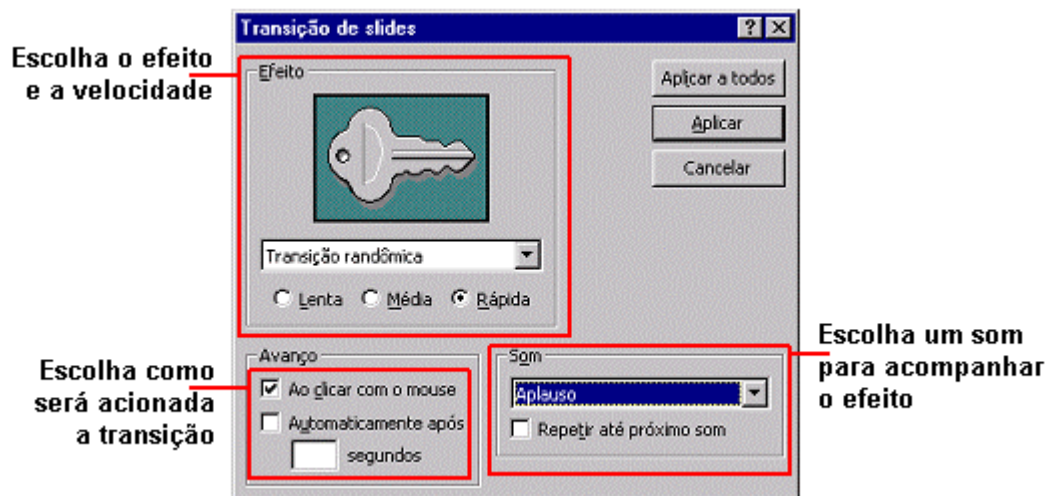 Transição de slides
Escolha o efeito
e a velocidade
Efeito
Transição randômica
Lenta Média Rápida
Aplicar a todos
Aplicar
Cancelar
Escolha como
será acionada
a transição
Avanço
Ao clicar com o mouse
Automaticamente após
segundos
Som
Aplauso
Repetir até próximo som
Escolha um som
para acompanhar
o efeito